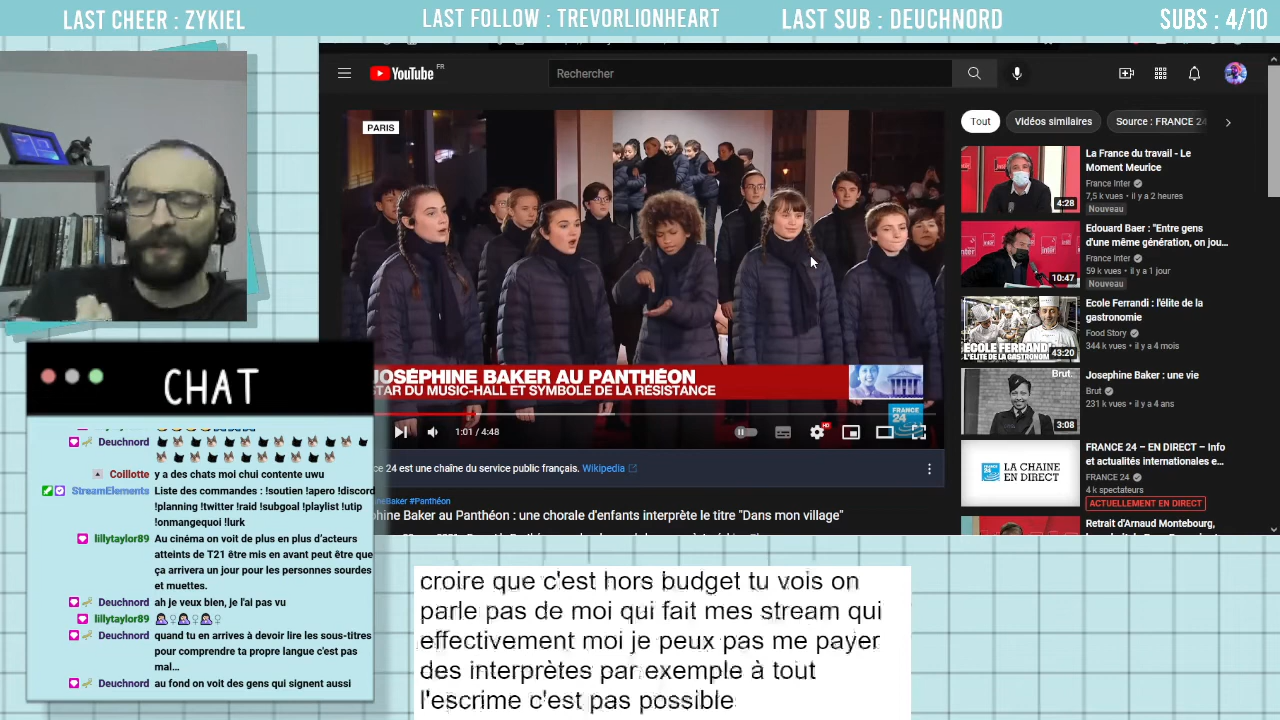 LAST CHEER : ZYKIEL
LAST FOLLOW : TREVORLIONHEART
LAST SUB : DEUCHNORD
SUBS : 4/10
YouTube FR
Rechercher
PARIS
JOSÉPHINE BAKER AU PANTHÉON
STAR DU MUSIC-HALL ET SYMBOLE DE LA RÉSISTANCE
FRANCE 24
1:01 / 4:48
HD
24 est une chaîne du service public français. Wikipedia
#Panthéon
Baker au Panthéon : une chorale d'enfants interprète le titre "Dans mon village"
Tout
Vidéos similaires
Source : FRANCE 24
La France du travail - Le
Moment Meurice
France Inter
7,5 k vues • il y a 2 heures
Nouveau
4:28
Edouard Baer : "Entre gens
d'une même génération, on jou...
France Inter
59 k vues • il y a 1 jour
Nouveau
inter
10:47
Ecole Ferrandi : l'élite de la
gastronomie
Food Story
344 k vues • il y a 4 mois
ÉCOLE FERRANDI
L'ÉLITE DE LA GASTRONOMIE
43:20
Josephine Baker : une vie
Brut
231 k vues • il y a 4 ans
Brut.
3:08
FRANCE 24 – EN DIRECT – Info
et actualités internationales e...
FRANCE 24
4 k spectateurs
ACTUELLEMENT EN DIRECT
LA CHAINE
EN DIRECT
Retrait d'Arnaud Montebourg,
CHAT
Deuchnord
Colllotte y a des chats moi chui contente uwu
StreamElements Liste des commandes : !soutien !apero !discord
!planning !twitter !raid !subgoal !playlist !utip
!onmangequoi !lurk
lillytaylor89 Au cinéma on voit de plus en plus d'acteurs
atteints de T21 être mis en avant peut être que
ça arrivera un jour pour les personnes sourdes
et muettes.
Deuchnord ah je veux bien, je l'ai pas vu
lillytaylor89
Deuchnord quand tu en arrives à devoir lire les sous-titres
pour comprendre ta propre langue c'est pas
mal...
Deuchnord au fond on voit des gens qui signent aussi
croire que c'est hors budget tu vois on
parle pas de moi qui fait mes stream qui
effectivement moi je peux pas me payer
des interprètes par exemple à tout
l'escrime c'est pas possible